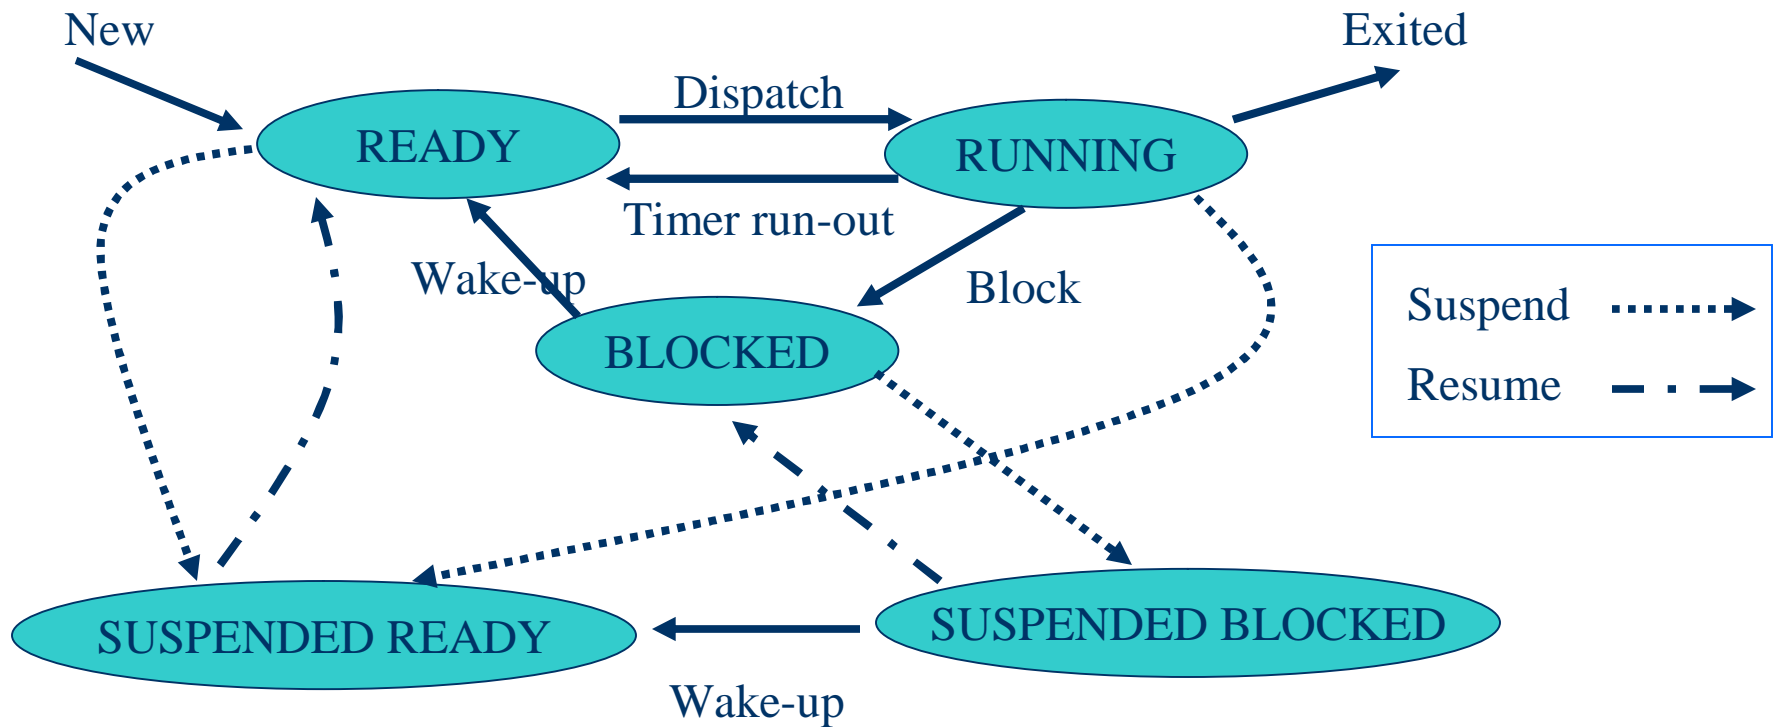 New
Exited
Dispatch
READY
RUNNING
Timer run-out
Wake-up
Block
Suspend
BLOCKED
Resume
SUSPENDED READY
SUSPENDED BLOCKED
Wake-up